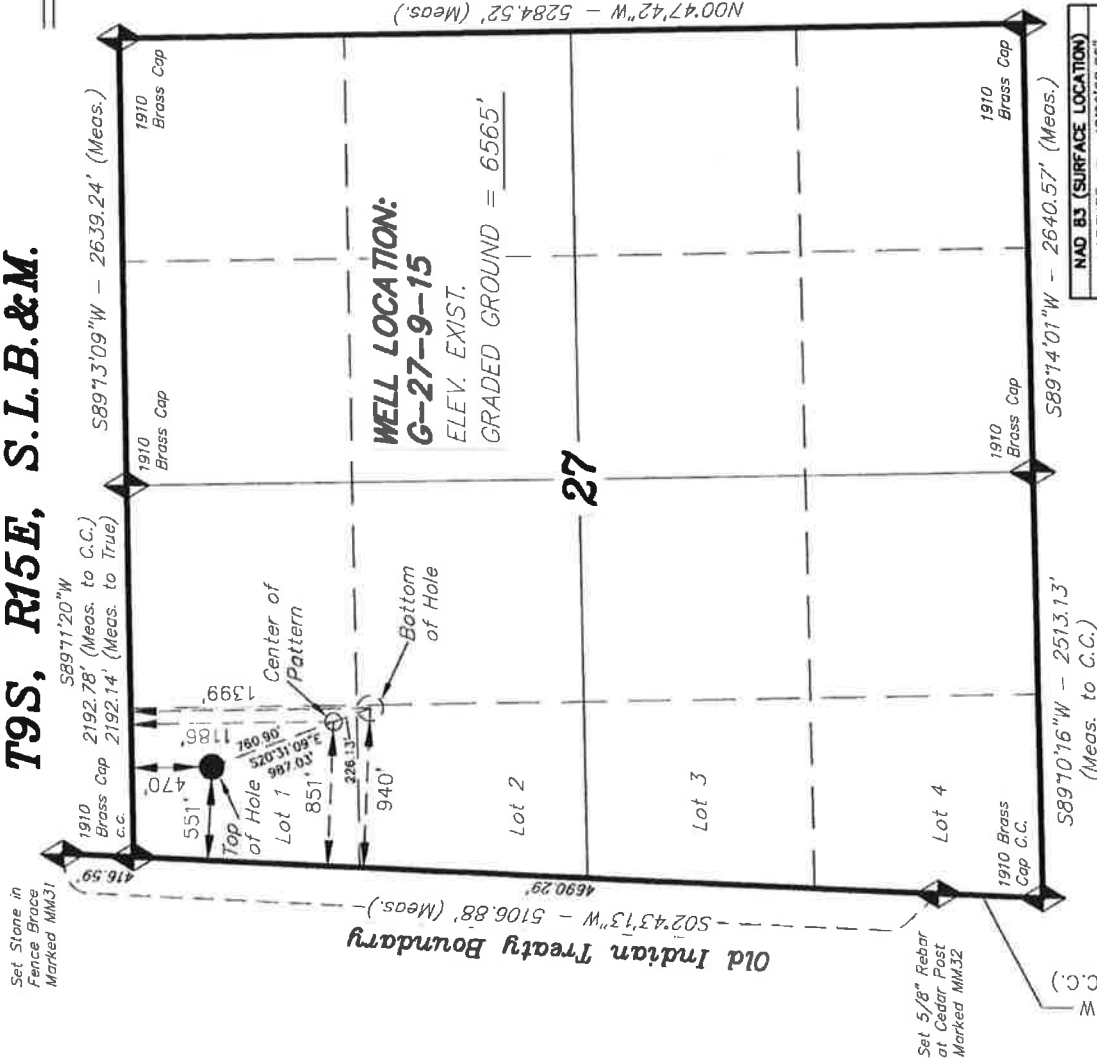 T9S, R15E, S.L.B.&M.
Set Stone in
Fence Brace
Marked MM31
1910
Brass Cap
C.C.
S89°11'20"W
2192.78' (Meas. to C.C.)
2192.14' (Meas. to True)
S89°13'09"W - 2639.24' (Meas.)
1910
Brass Cap
1910
Brass Cap
N00°47'42"W - 5284.52' (Meas.)
416.59'
470'
551'
1186'
1399'
Top
of Hole
Lot 1
760.90'
S20°31'09"E
987.03'
Center of
Pattern
851'
226.13'
940'
Bottom
of Hole
WELL LOCATION:
G-27-9-15
ELEV. EXIST.
GRADED GROUND = 6565'
27
Lot 2
Lot 3
Lot 4
4690.29'
S02°43'13"W - 5106.88' (Meas.)
Old Indian Treaty Boundary
Set 5/8" Rebar
at Cedar Post
Marked MM32
1910 Brass
Cap C.C.
1910
Brass Cap
1910
Brass Cap
S89°10'16"W - 2513.13'
(Meas. to C.C.)
S89°14'01"W - 2640.57' (Meas.)
W
C.C.)
NAD 83 (SURFACE LOCATION)